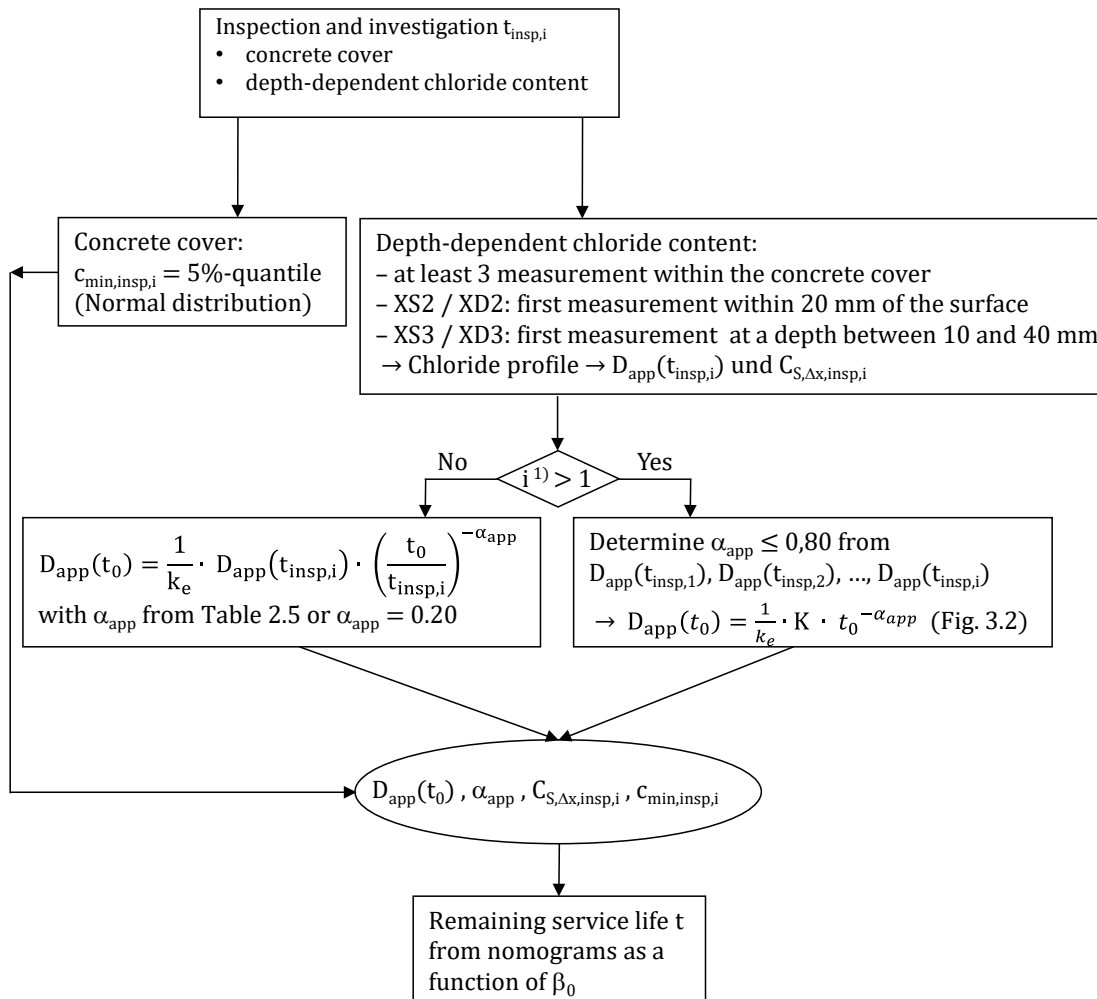 Inspection and investigation t_insp,i
• concrete cover
• depth-dependent chloride content
Concrete cover:
c_min,insp,i = 5%-quantile
(Normal distribution)
Depth-dependent chloride content:
– at least 3 measurement within the concrete cover
– XS2 / XD2: first measurement within 20 mm of the surface
– XS3 / XD3: first measurement at a depth between 10 and 40 mm
→ Chloride profile → D_app(t_insp,i) und C_S,Δx,insp,i
No
i ¹⁾ > 1
Yes
D_app(t_0) = 1/k_e · D_app(t_insp,i) · (t_0/t_insp,i)^−α_app
with α_app from Table 2.5 or α_app = 0.20
Determine α_app ≤ 0,80 from
D_app(t_insp,1), D_app(t_insp,2), ..., D_app(t_insp,i)
→ D_app(t_0) = 1/k_e · K · t_0^−α_app (Fig. 3.2)
D_app(t_0) , α_app , C_S,Δx,insp,i , c_min,insp,i
Remaining service life t
from nomograms as a
function of β_0